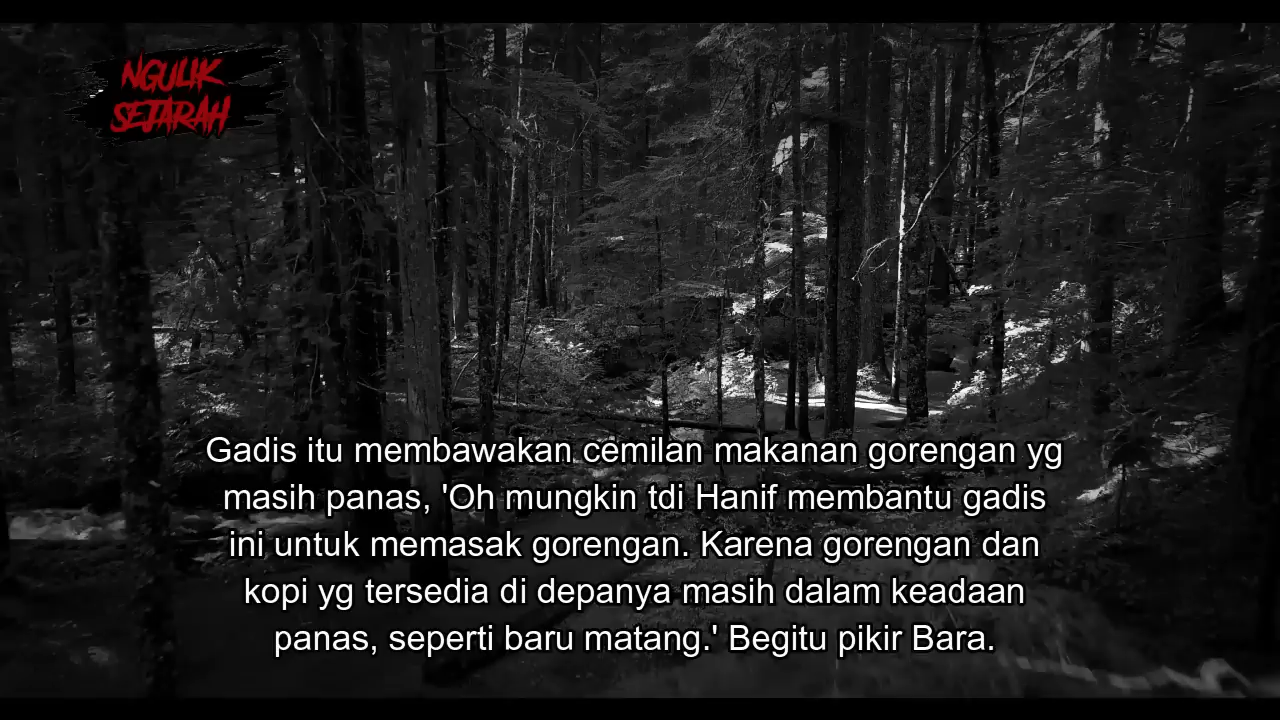 NGULIK
SEJARAH
Gadis itu membawakan cemilan makanan gorengan yg
masih panas, 'Oh mungkin tdi Hanif membantu gadis
ini untuk memasak gorengan. Karena gorengan dan
kopi yg tersedia di depanya masih dalam keadaan
panas, seperti baru matang.' Begitu pikir Bara.